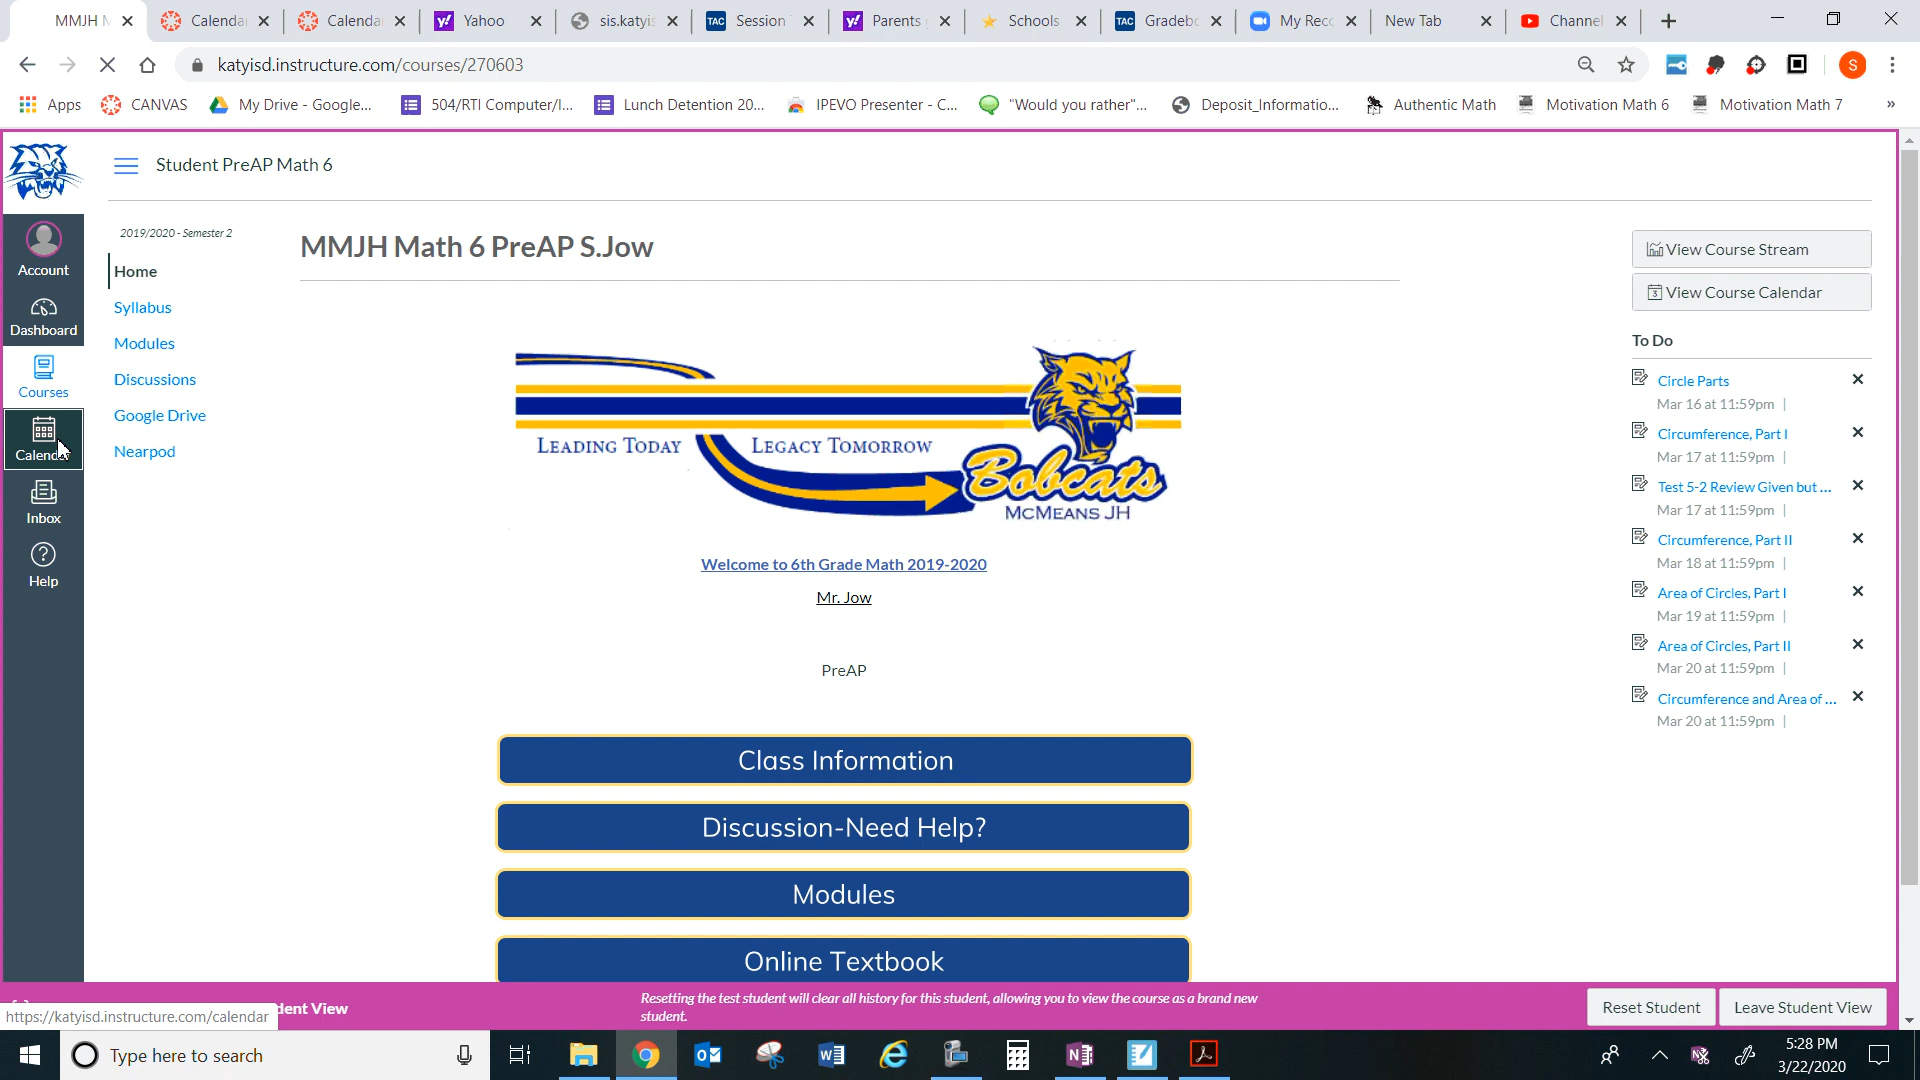 MMJH M
Calenda
Calenda
Yahoo
sis.katyis
TAC Session
Parents
Schools
TAC Gradebo
My Reco
New Tab
Channel
katyisd.instructure.com/courses/270603
S
Apps
CANVAS
My Drive - Google...
504/RTI Computer/I...
Lunch Detention 20...
IPEVO Presenter - C...
"Would you rather"...
Deposit_Informatio...
Authentic Math
Motivation Math 6
Motivation Math 7
»
Student PreAP Math 6
Account
Dashboard
Courses
Calendar
Inbox
Help
2019/2020 - Semester 2
Home
Syllabus
Modules
Discussions
Google Drive
Nearpod
MMJH Math 6 PreAP S.Jow
LEADING TODAY
LEGACY TOMORROW
Bobcats
MCMEANS JH
Welcome to 6th Grade Math 2019-2020
Mr. Jow
PreAP
Class Information
Discussion-Need Help?
Modules
Online Textbook
View Course Stream
View Course Calendar
To Do
Circle Parts
Mar 16 at 11:59pm |
Circumference, Part I
Mar 17 at 11:59pm |
Test 5-2 Review Given but ...
Mar 17 at 11:59pm |
Circumference, Part II
Mar 18 at 11:59pm |
Area of Circles, Part I
Mar 19 at 11:59pm |
Area of Circles, Part II
Mar 20 at 11:59pm |
Circumference and Area of ...
Mar 20 at 11:59pm |
https://katyisd.instructure.com/calendar
dent View
Resetting the test student will clear all history for this student, allowing you to view the course as a brand new
student.
Reset Student
Leave Student View
Type here to search
5:28 PM
3/22/2020